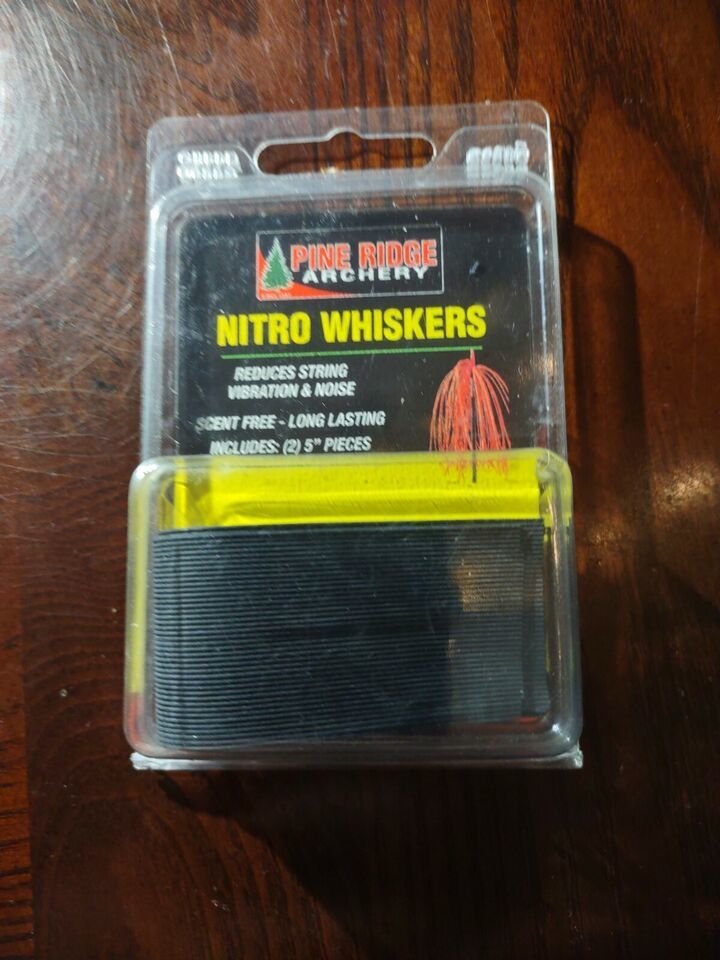 PINE RIDGE
ARCHERY
NITRO WHISKERS
REDUCES STRING
VIBRATION & NOISE
SCENT FREE - LONG LASTING
INCLUDES: (2) 5" PIECES